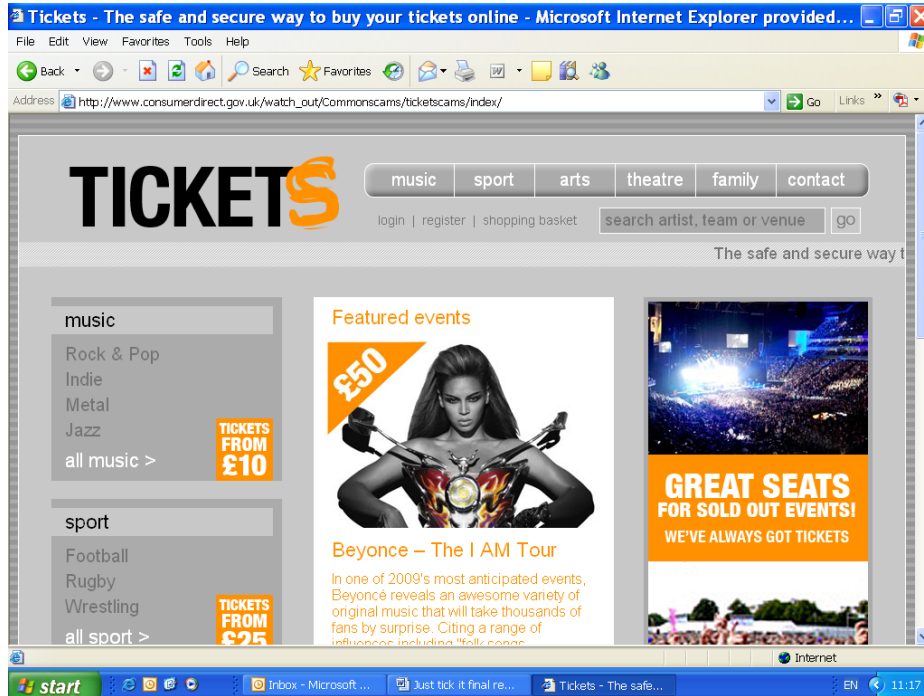 Tickets - The safe and secure way to buy your tickets online - Microsoft Internet Explorer provided...
File Edit View Favorites Tools Help
Back Search Favorites
Address http://www.consumerdirect.gov.uk/watch_out/Commonscams/ticketscams/index/ Go Links »
TICKETS
music sport arts theatre family contact
login | register | shopping basket search artist, team or venue go
The safe and secure way t
music
Rock & Pop
Indie
Metal
Jazz
all music >
TICKETS
FROM
£10
sport
Football
Rugby
Wrestling
all sport >
TICKETS
FROM
£25
Featured events
£50
Beyonce – The I AM Tour
In one of 2009's most anticipated events,
Beyoncé reveals an awesome variety of
original music that will take thousands of
fans by surprise. Citing a range of
influences including "folk songs
GREAT SEATS
FOR SOLD OUT EVENTS!
WE'VE ALWAYS GOT TICKETS
Internet
start Inbox - Microsoft ... Just tick it final re... Tickets - The safe... EN 11:17